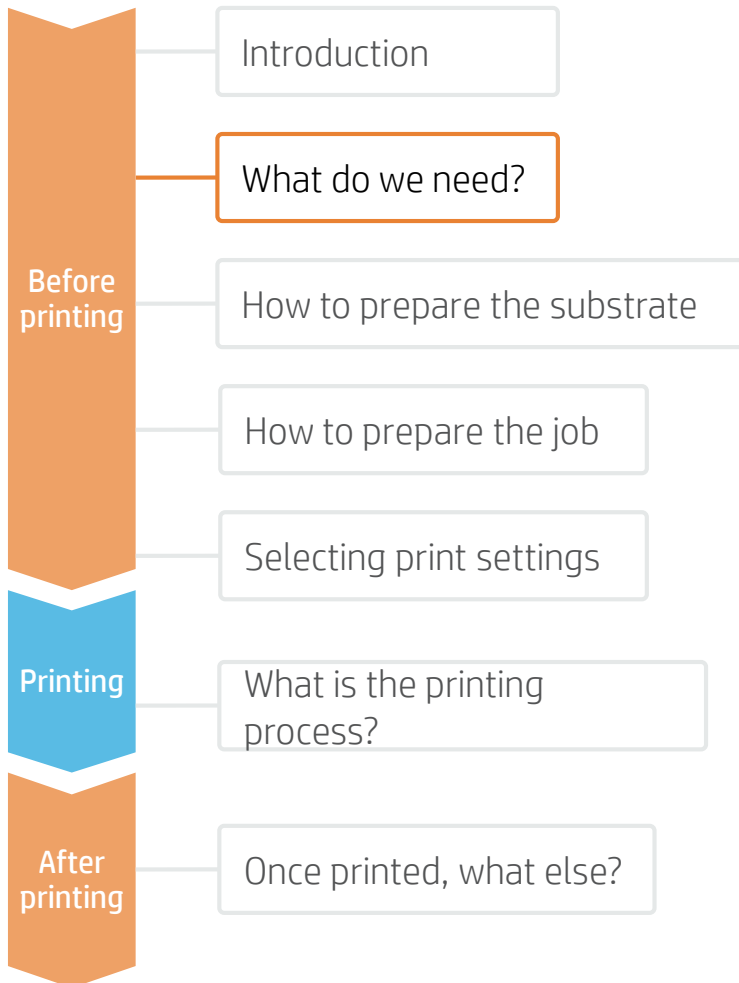 Introduction
What do we need?
Before
printing
How to prepare the substrate
How to prepare the job
Selecting print settings
Printing
What is the printing
process?
After
printing
Once printed, what else?